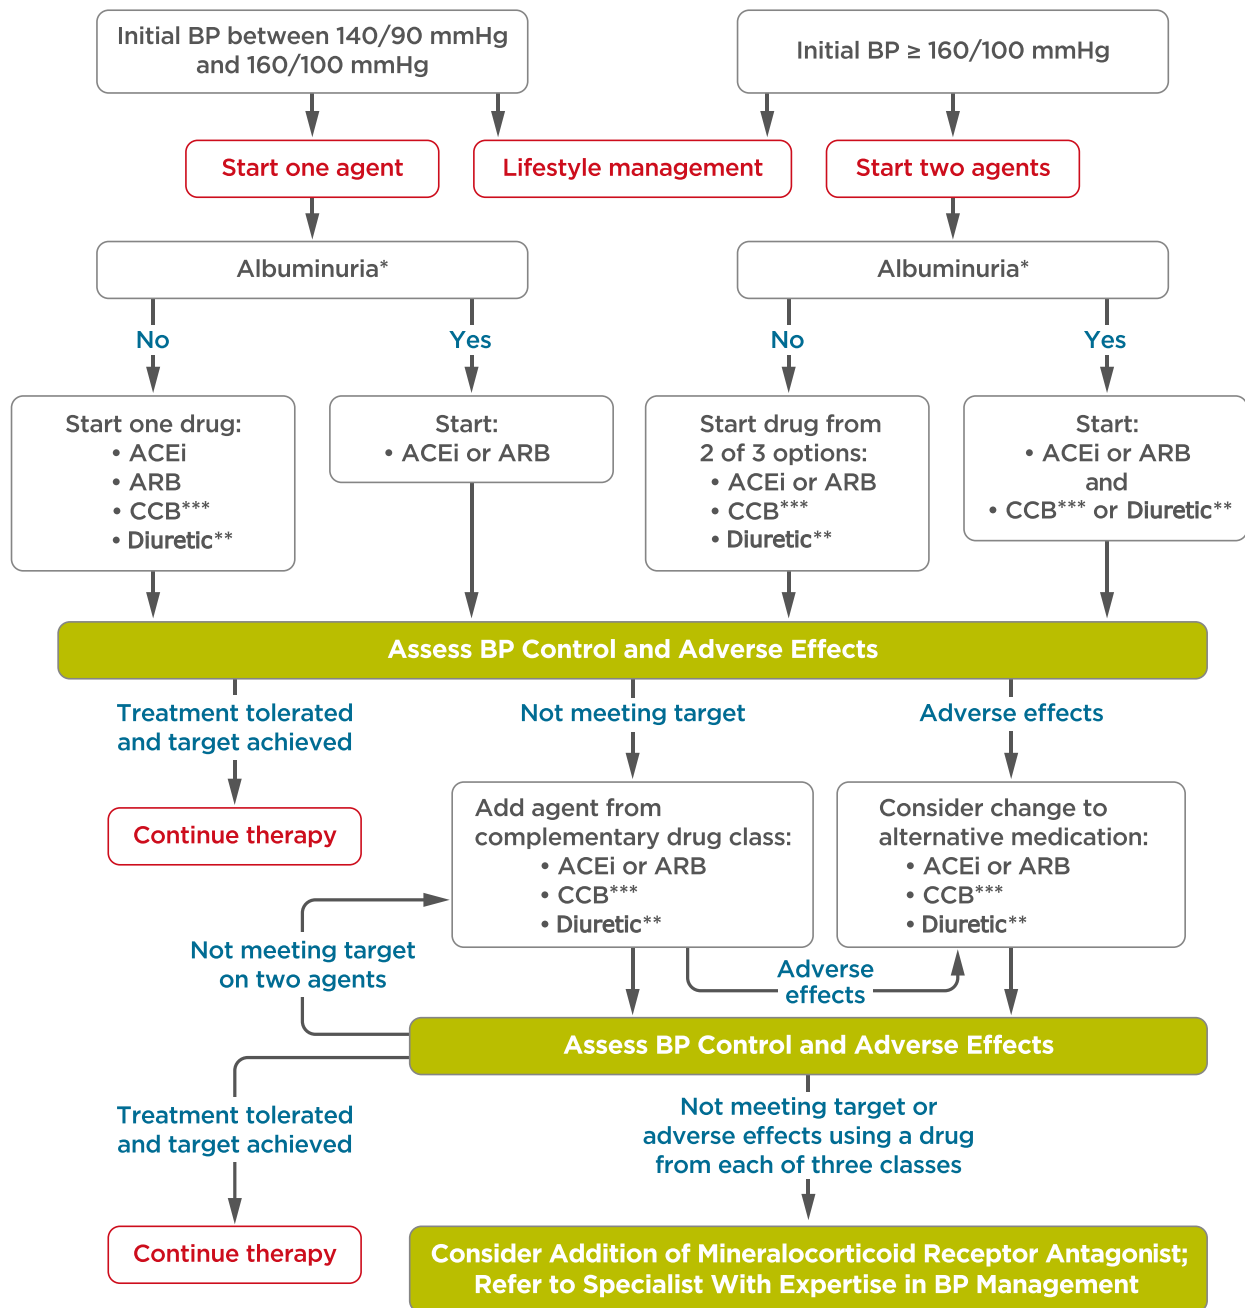 Initial BP between 140/90 mmHg
and 160/100 mmHg
Initial BP ≥ 160/100 mmHg
Start one agent
Lifestyle management
Start two agents
Albuminuria*
Albuminuria*
No
Yes
No
Yes
Start one drug:
• ACEi
• ARB
• CCB***
• Diuretic**
Start:
• ACEi or ARB
Start drug from
2 of 3 options:
• ACEi or ARB
• CCB***
• Diuretic**
Start:
• ACEi or ARB
and
• CCB*** or Diuretic**
Assess BP Control and Adverse Effects
Treatment tolerated
and target achieved
Not meeting target
Adverse effects
Continue therapy
Add agent from
complementary drug class:
• ACEi or ARB
• CCB***
• Diuretic**
Consider change to
alternative medication:
• ACEi or ARB
• CCB***
• Diuretic**
Not meeting target
on two agents
Adverse
effects
Assess BP Control and Adverse Effects
Treatment tolerated
and target achieved
Not meeting target or
adverse effects using a drug
from each of three classes
Continue therapy
Consider Addition of Mineralocorticoid Receptor Antagonist;
Refer to Specialist With Expertise in BP Management